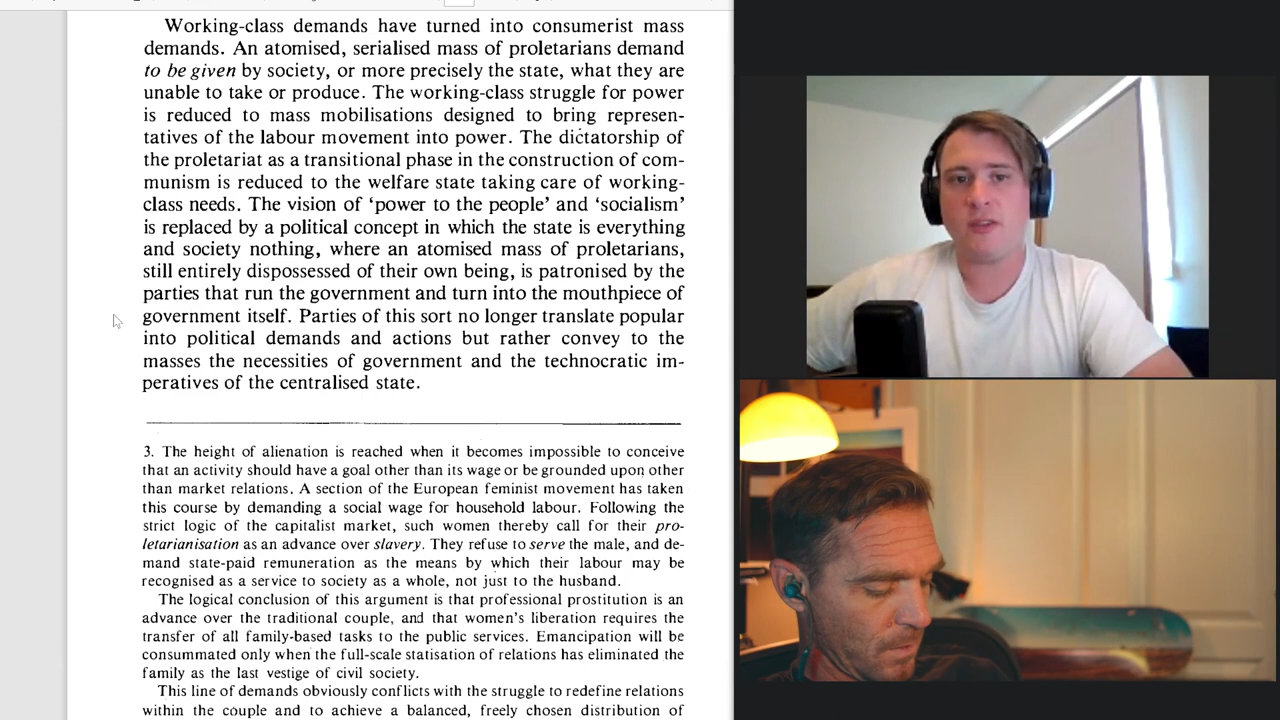 Working-class demands have turned into consumerist mass
demands. An atomised, serialised mass of proletarians demand
to be given by society, or more precisely the state, what they are
unable to take or produce. The working-class struggle for power
is reduced to mass mobilisations designed to bring represen-
tatives of the labour movement into power. The dictatorship of
the proletariat as a transitional phase in the construction of com-
munism is reduced to the welfare state taking care of working-
class needs. The vision of ‘power to the people’ and ‘socialism’
is replaced by a political concept in which the state is everything
and society nothing, where an atomised mass of proletarians,
still entirely dispossessed of their own being, is patronised by the
parties that run the government and turn into the mouthpiece of
government itself. Parties of this sort no longer translate popular
into political demands and actions but rather convey to the
masses the necessities of government and the technocratic im-
peratives of the centralised state.
3. The height of alienation is reached when it becomes impossible to conceive
that an activity should have a goal other than its wage or be grounded upon other
than market relations. A section of the European feminist movement has taken
this course by demanding a social wage for household labour. Following the
strict logic of the capitalist market, such women thereby call for their pro-
letarianisation as an advance over slavery. They refuse to serve the male, and de-
mand state-paid remuneration as the means by which their labour may be
recognised as a service to society as a whole, not just to the husband.
The logical conclusion of this argument is that professional prostitution is an
advance over the traditional couple, and that women’s liberation requires the
transfer of all family-based tasks to the public services. Emancipation will be
consummated only when the full-scale statisation of relations has eliminated the
family as the last vestige of civil society.
This line of demands obviously conflicts with the struggle to redefine relations
within the couple and to achieve a balanced, freely chosen distribution of